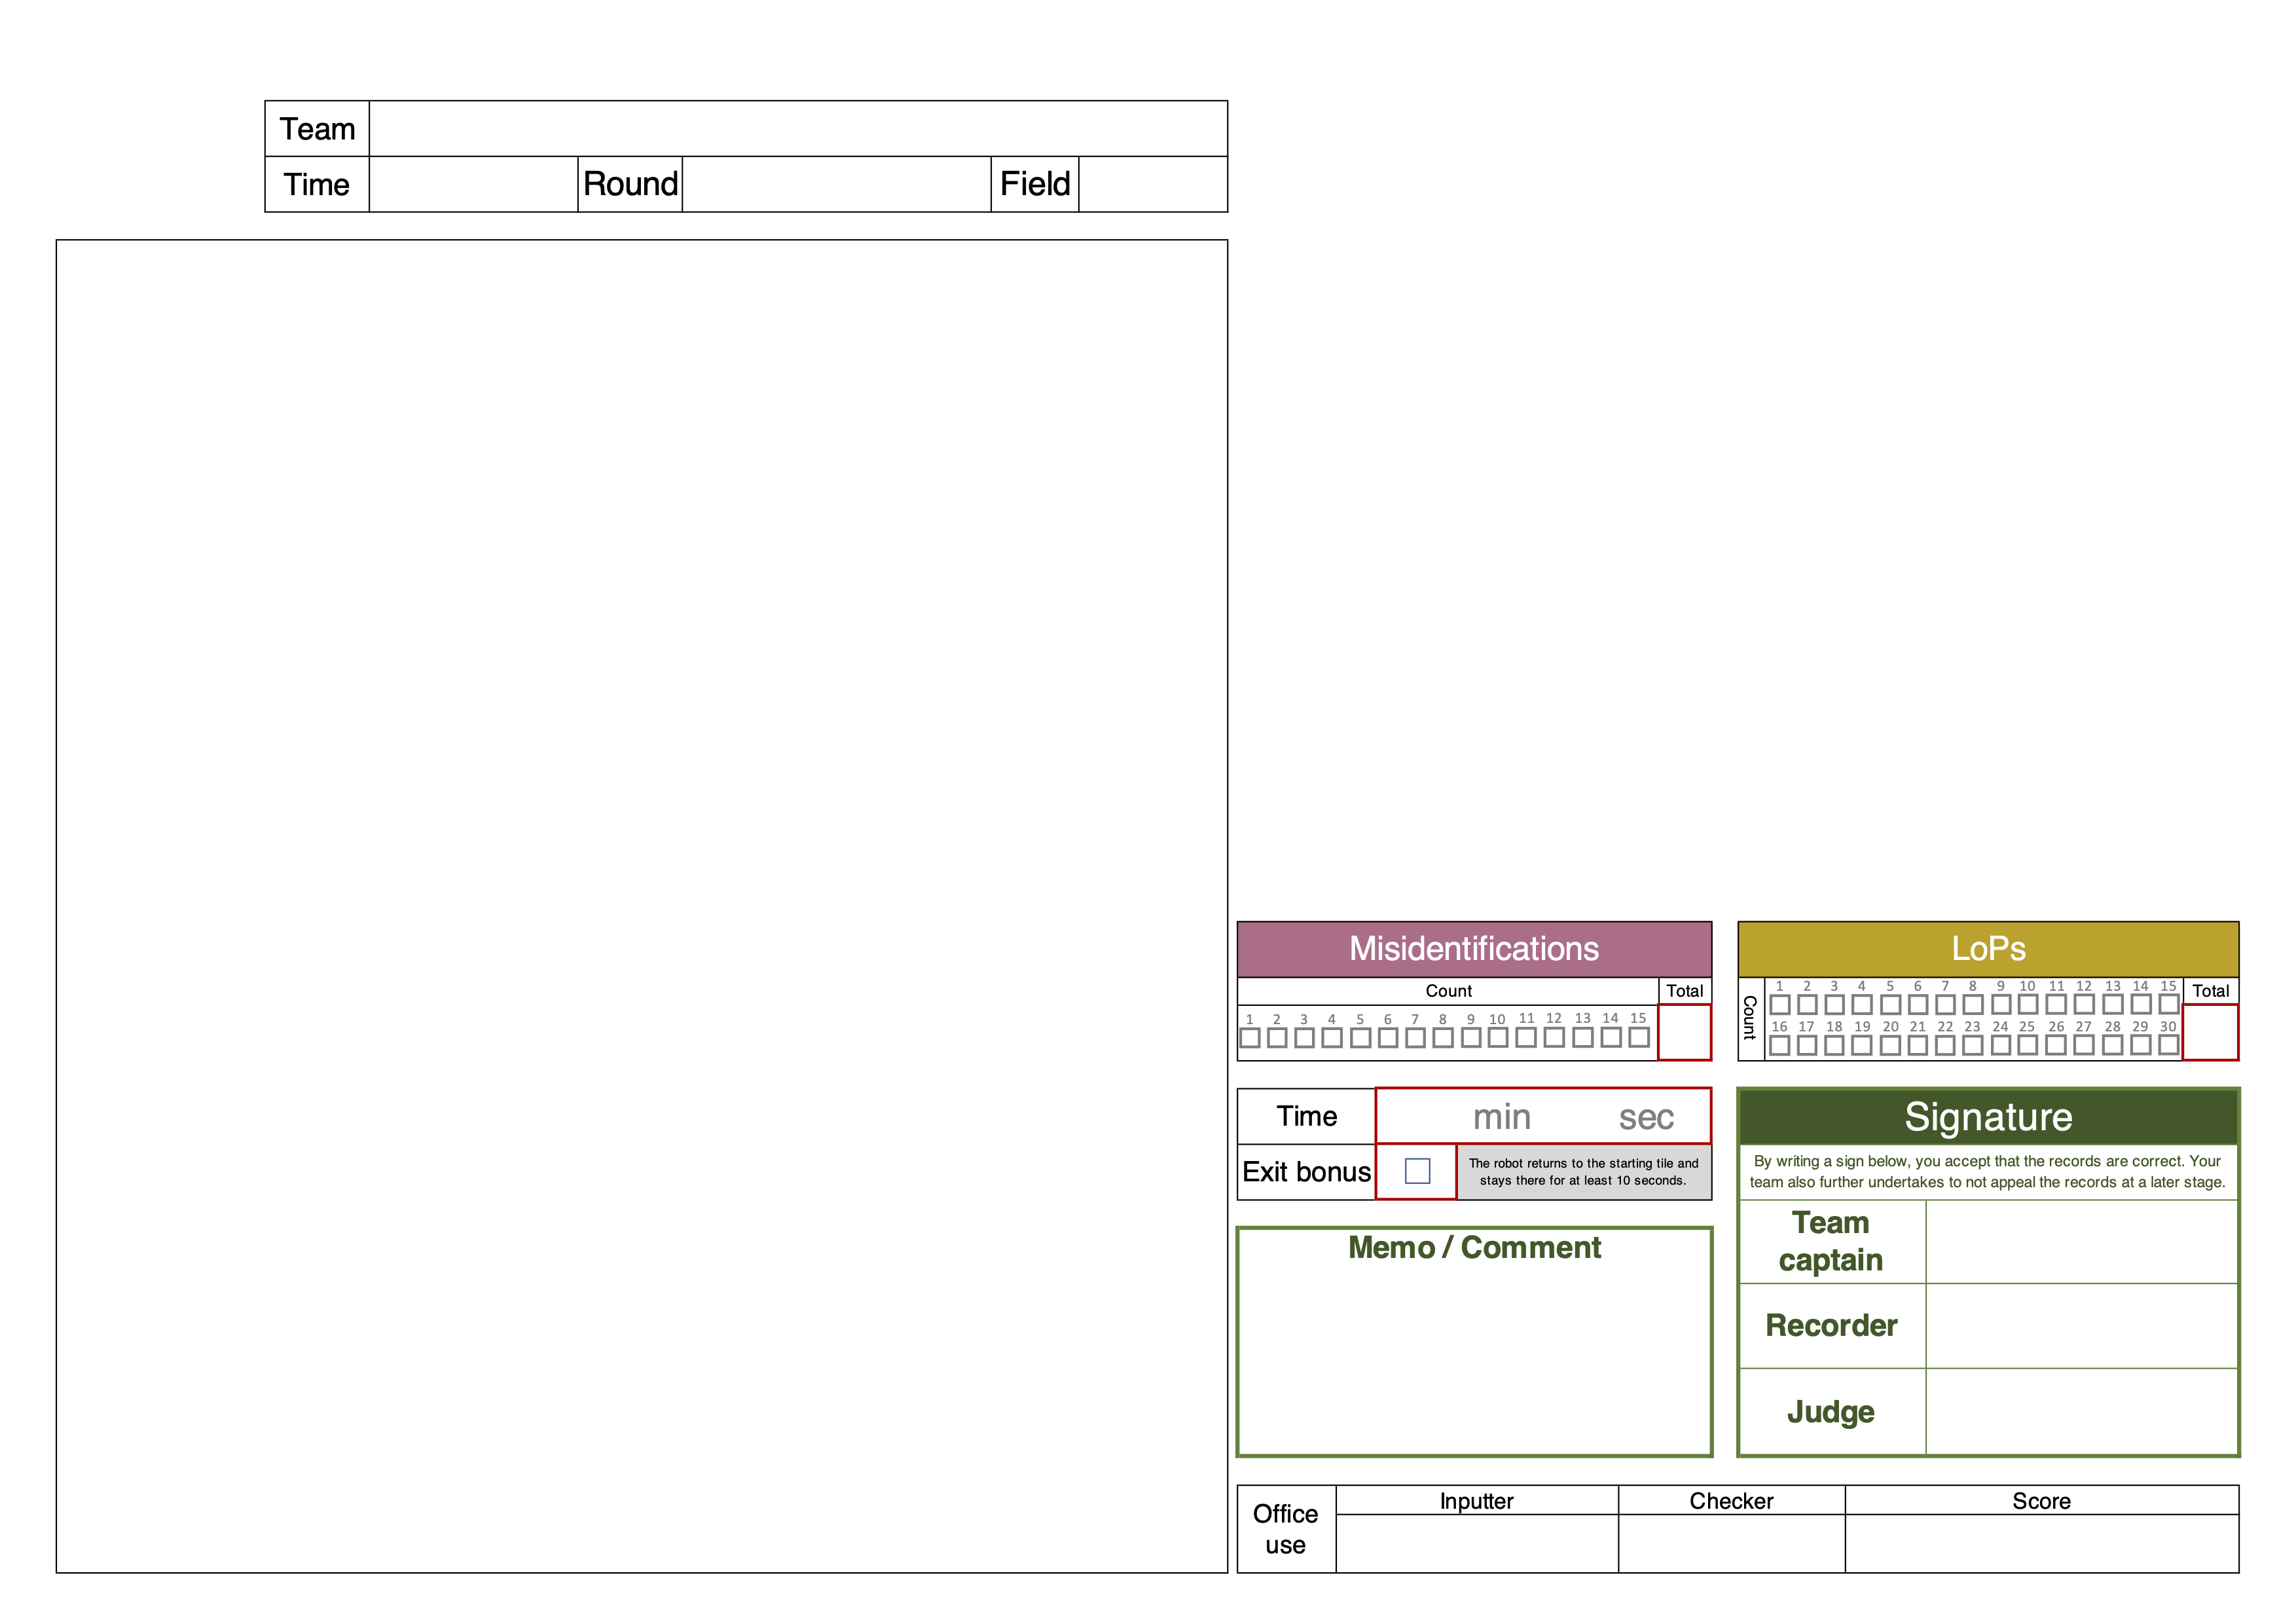 Team
Time Round Field
Misidentifications
Count Total
1 2 3 4 5 6 7 8 9 10 11 12 13 14 15
LoPs
Count
1 2 3 4 5 6 7 8 9 10 11 12 13 14 15 Total
16 17 18 19 20 21 22 23 24 25 26 27 28 29 30
Time min sec
Exit bonus
The robot returns to the starting tile and
stays there for at least 10 seconds.
Memo / Comment
Signature
By writing a sign below, you accept that the records are correct. Your
team also further undertakes to not appeal the records at a later stage.
Team
captain
Recorder
Judge
Office
use
Inputter Checker Score